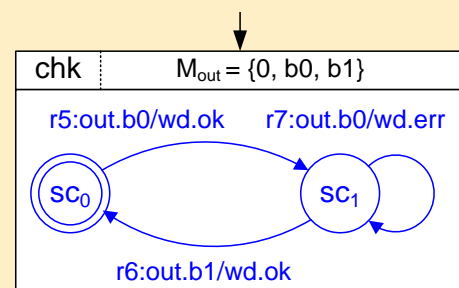 chk M_out = {0, b0, b1}
r5:out.b0/wd.ok r7:out.b0/wd.err
sc₀ sc₁
r6:out.b1/wd.ok